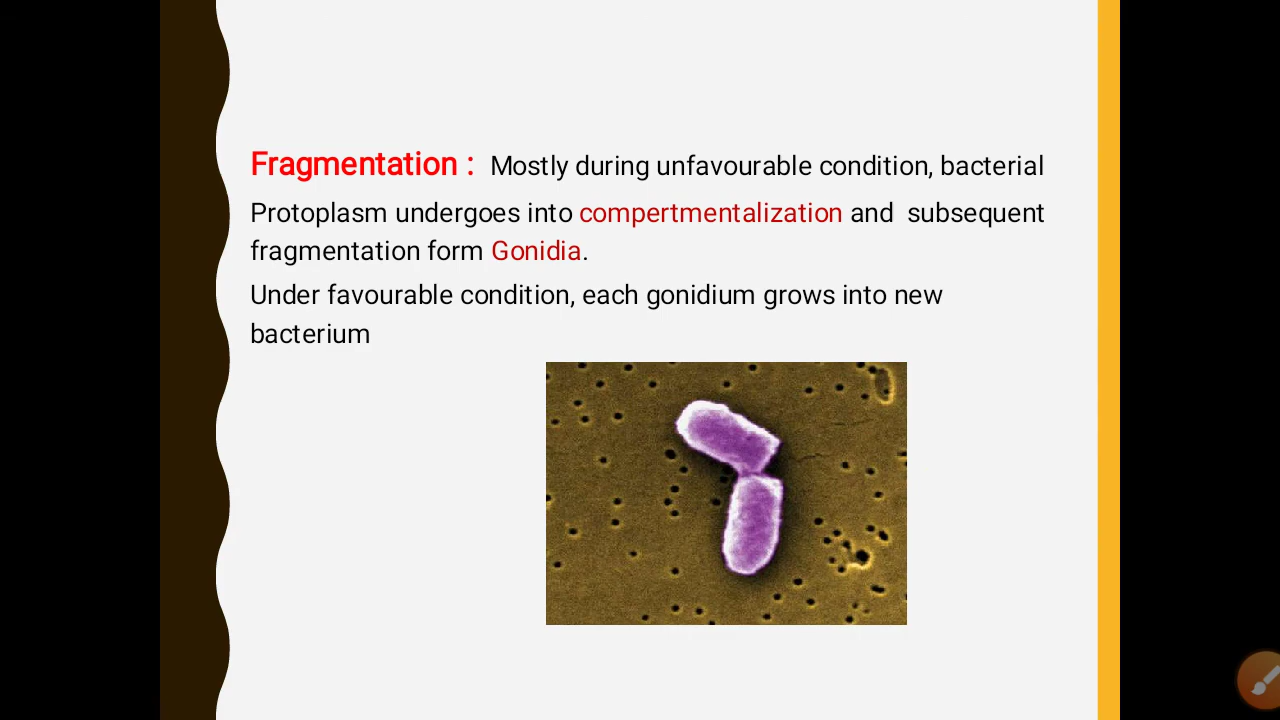 Fragmentation : Mostly during unfavourable condition, bacterial
Protoplasm undergoes into compertmentalization and subsequent
fragmentation form Gonidia.
Under favourable condition, each gonidium grows into new
bacterium